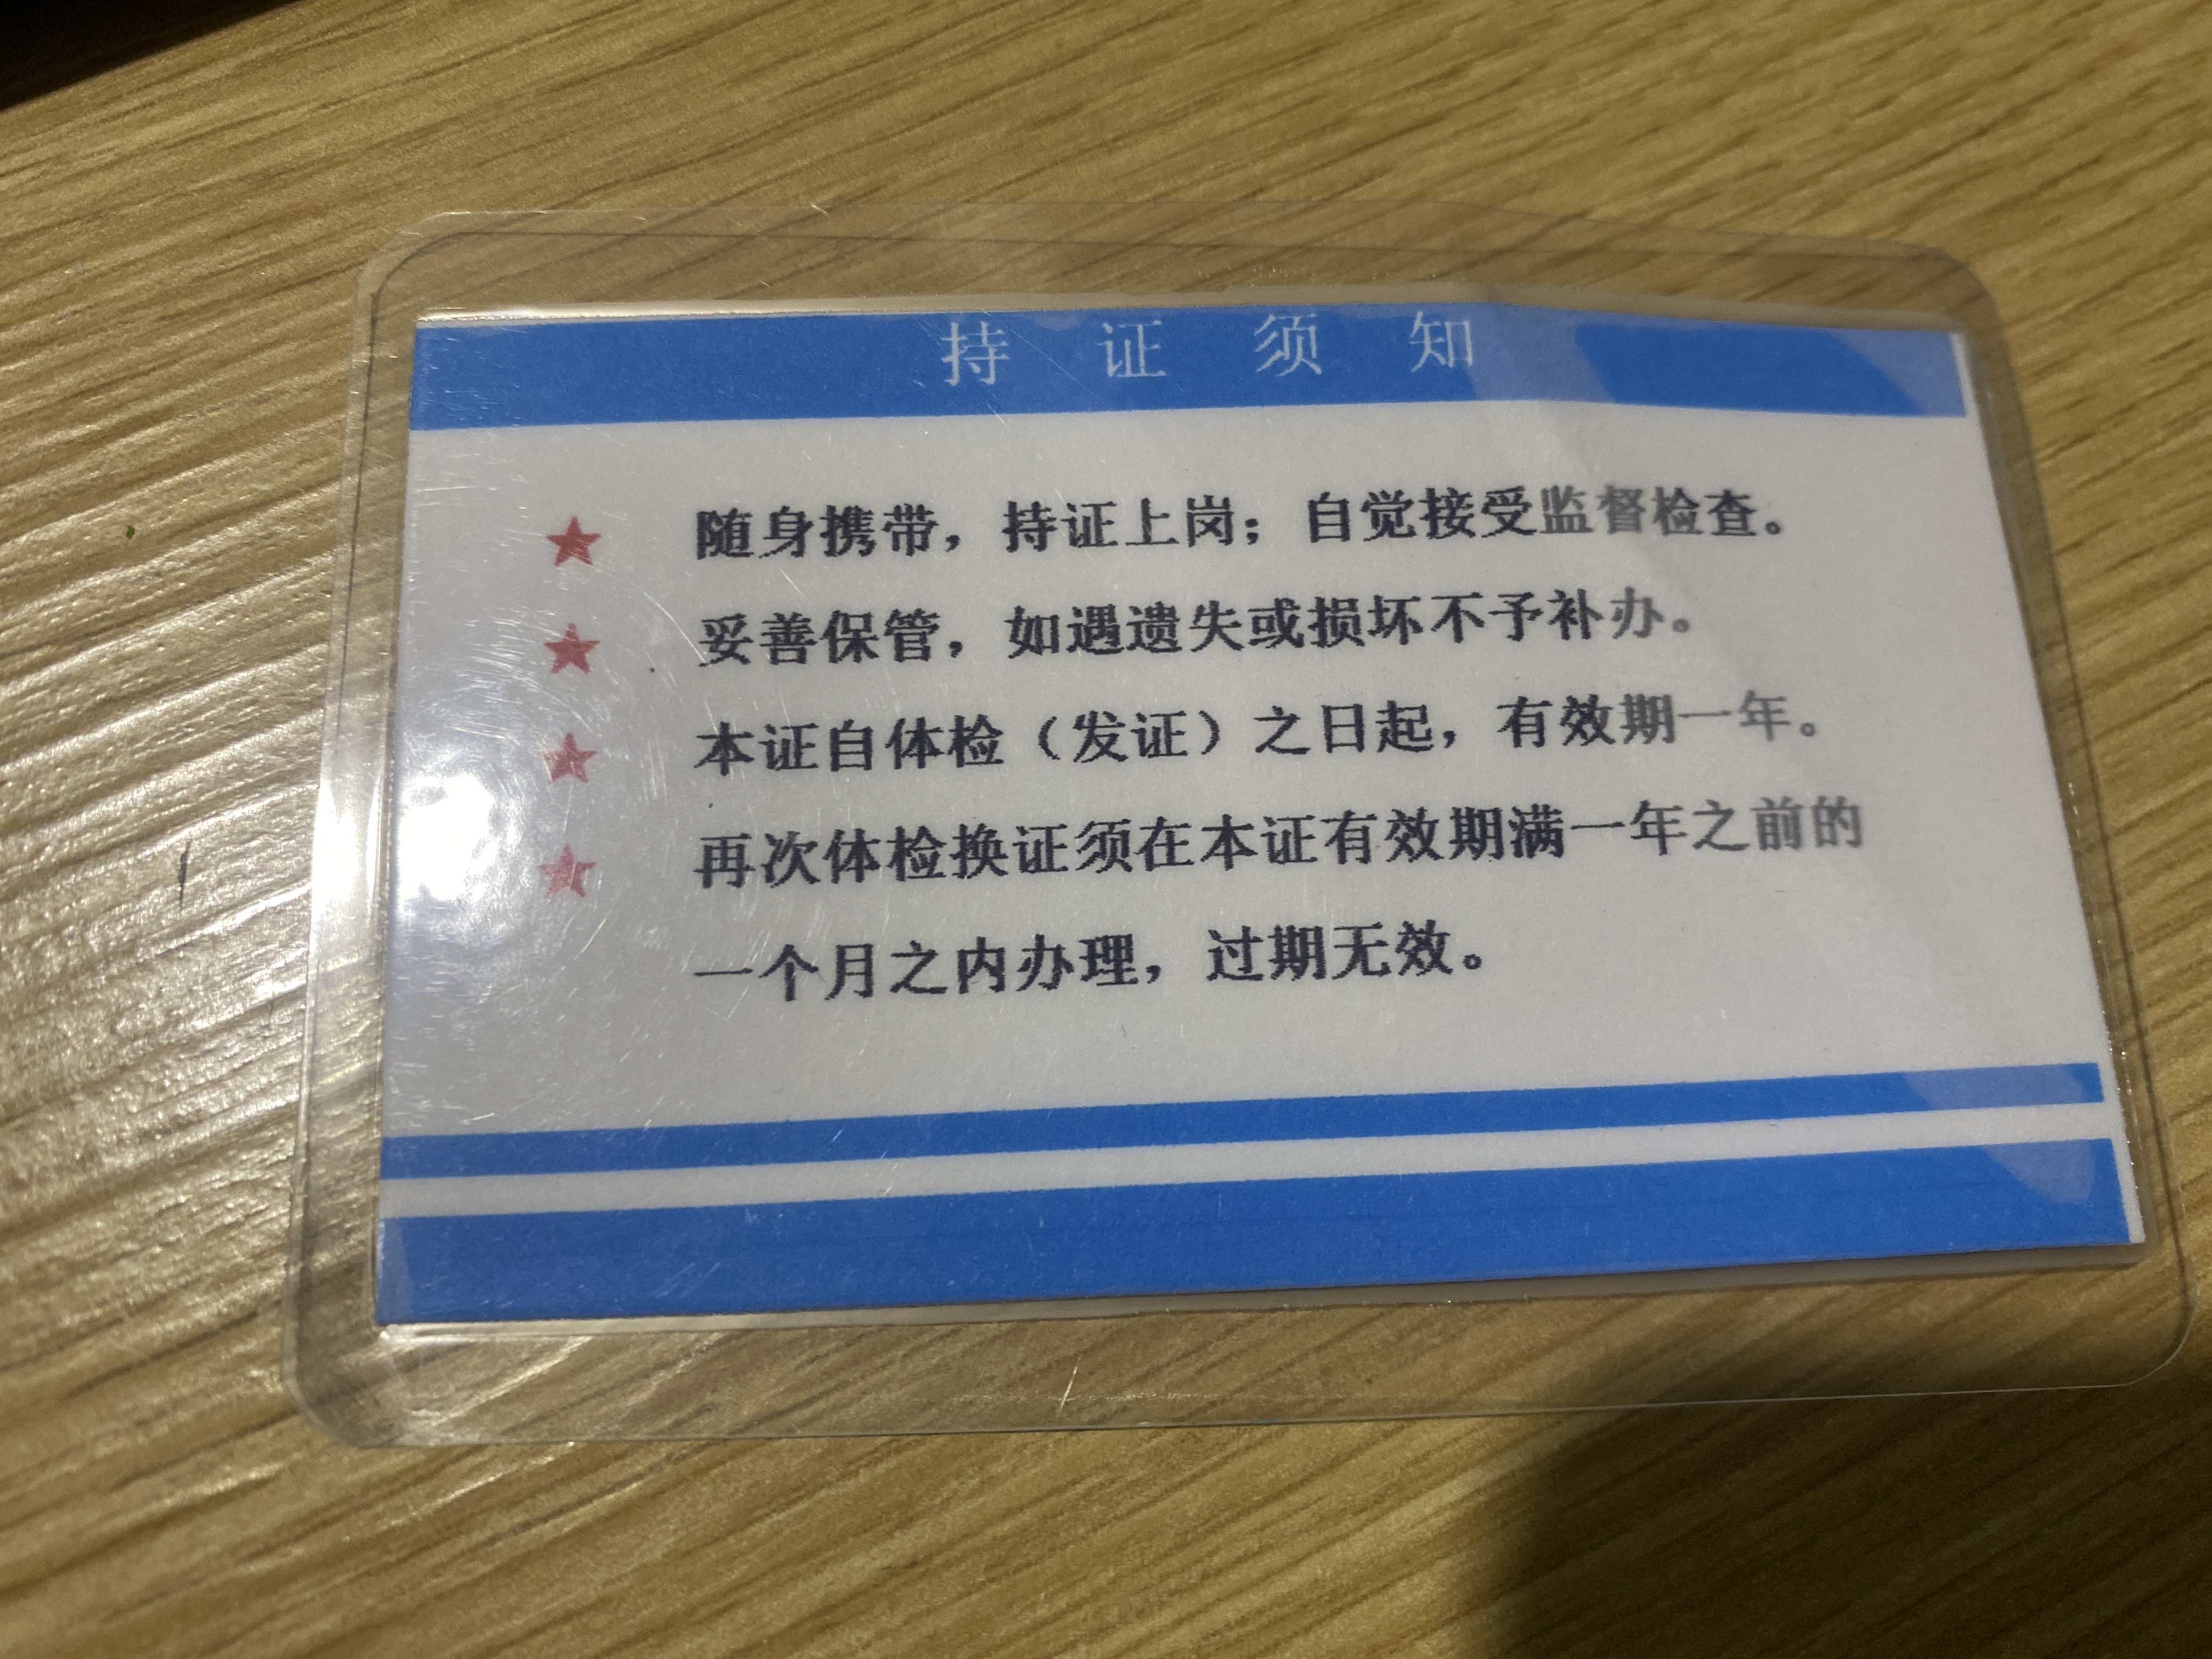 持证须知
★ 随身携带，持证上岗；自觉接受监督检查。
★ 妥善保管，如遇遗失或损坏不予补办。
★ 本证自体检（发证）之日起，有效期一年。
★ 再次体检换证须在本证有效期满一年之前的
一个月之内办理，过期无效。